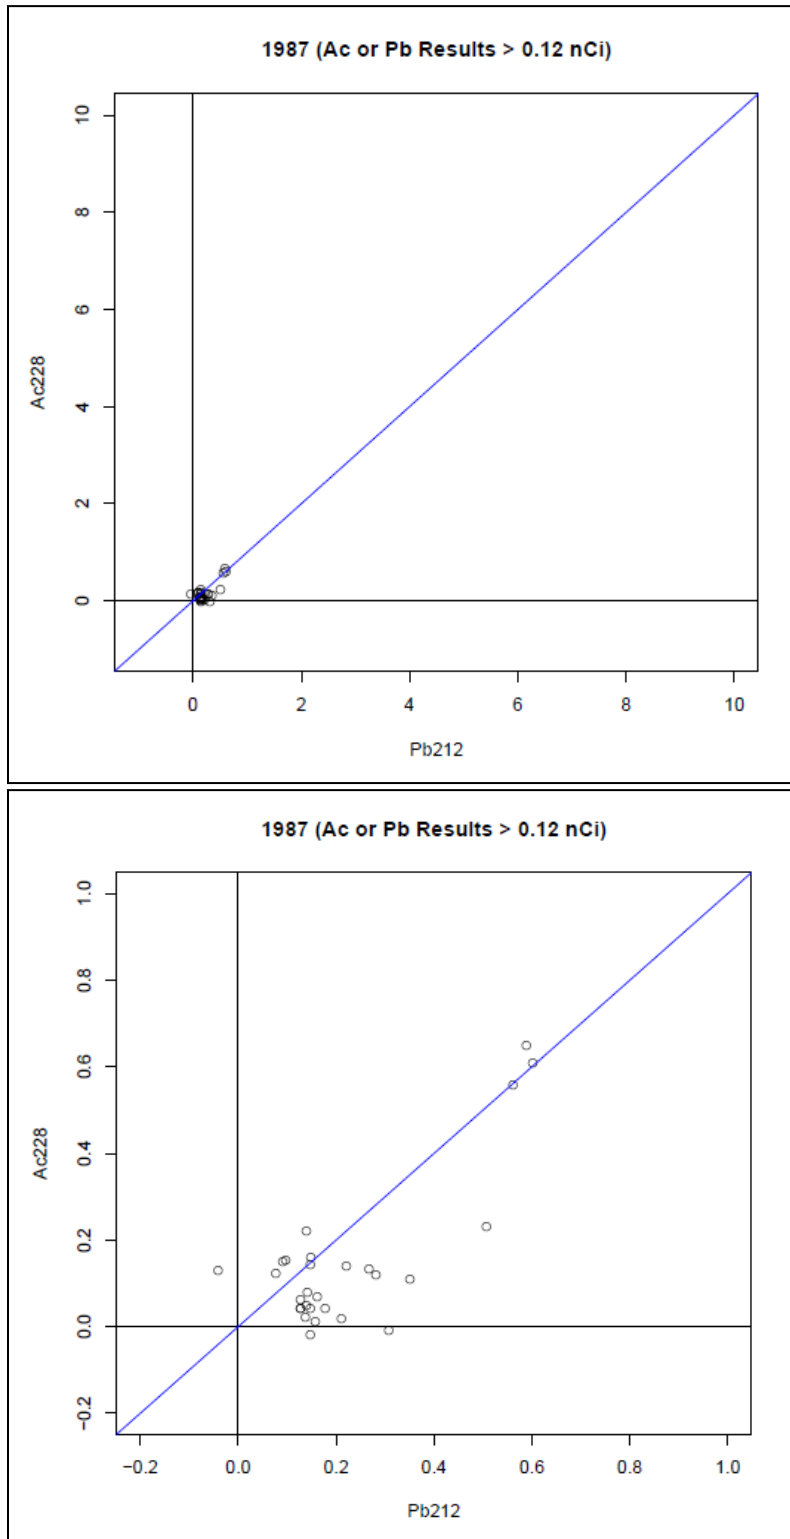 1987 (Ac or Pb Results > 0.12 nCi)
10
8
6
4
2
0
Ac228
0 2 4 6 8 10
Pb212
1987 (Ac or Pb Results > 0.12 nCi)
1.0
0.8
0.6
0.4
0.2
0.0
−0.2
Ac228
−0.2 0.0 0.2 0.4 0.6 0.8 1.0
Pb212